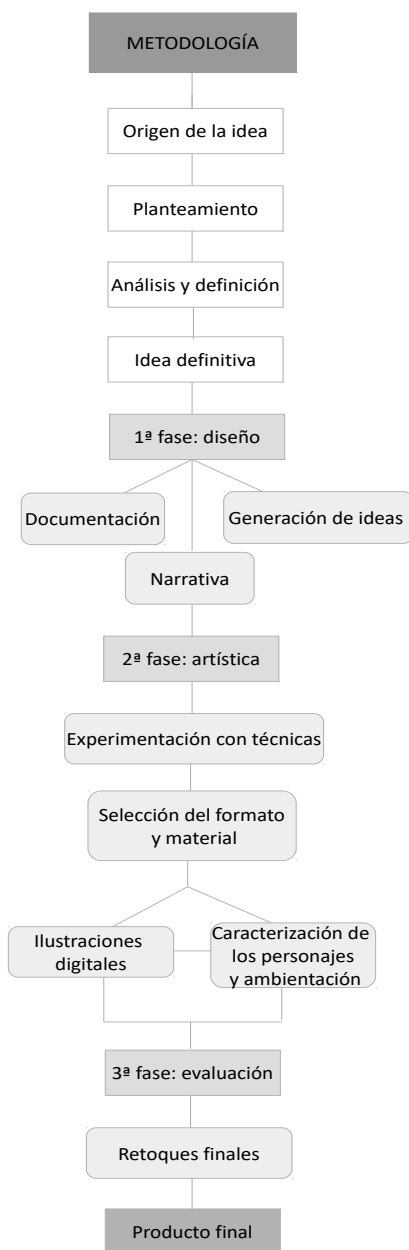 METODOLOGÍA
Origen de la idea
Planteamiento
Análisis y definición
Idea definitiva
1ª fase: diseño
Documentación
Generación de ideas
Narrativa
2ª fase: artística
Experimentación con técnicas
Selección del formato
y material
Ilustraciones
digitales
Caracterización de
los personajes
y ambientación
3ª fase: evaluación
Retoques finales
Producto final